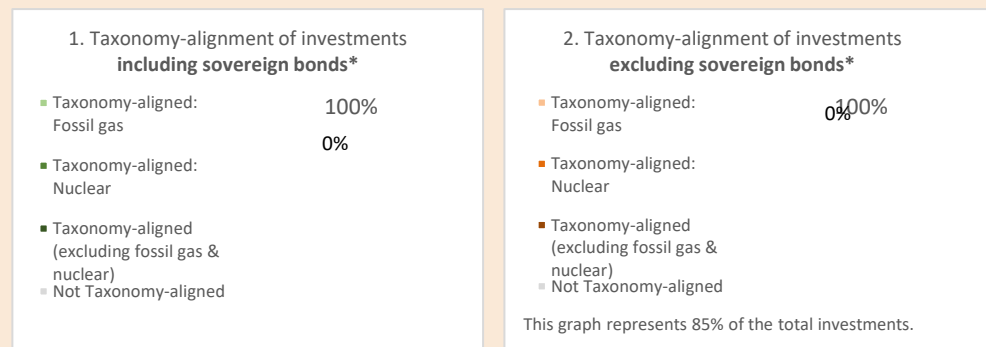 1. Taxonomy-alignment of investments
including sovereign bonds*
Taxonomy-aligned:
Fossil gas
Taxonomy-aligned:
Nuclear
Taxonomy-aligned
(excluding fossil gas &
nuclear)
Not Taxonomy-aligned
100%
0%
2. Taxonomy-alignment of investments
excluding sovereign bonds*
Taxonomy-aligned:
Fossil gas
Taxonomy-aligned:
Nuclear
Taxonomy-aligned
(excluding fossil gas &
nuclear)
Not Taxonomy-aligned
0%
100%
This graph represents 85% of the total investments.